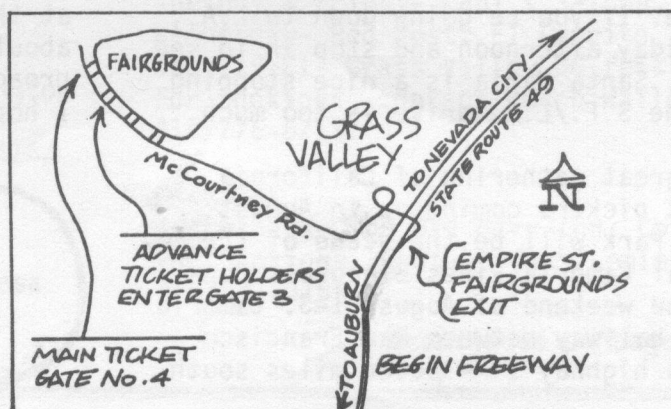 FAIRGROUNDS
GRASS
VALLEY
TO NEVADA CITY
STATE ROUTE 49
N
McCourtney Rd.
ADVANCE
TICKET HOLDERS
ENTER GATE 3
EMPIRE ST.
FAIRGROUNDS
EXIT
MAIN TICKET
GATE No. 4
TO AUBURN
BEGIN FREEWAY